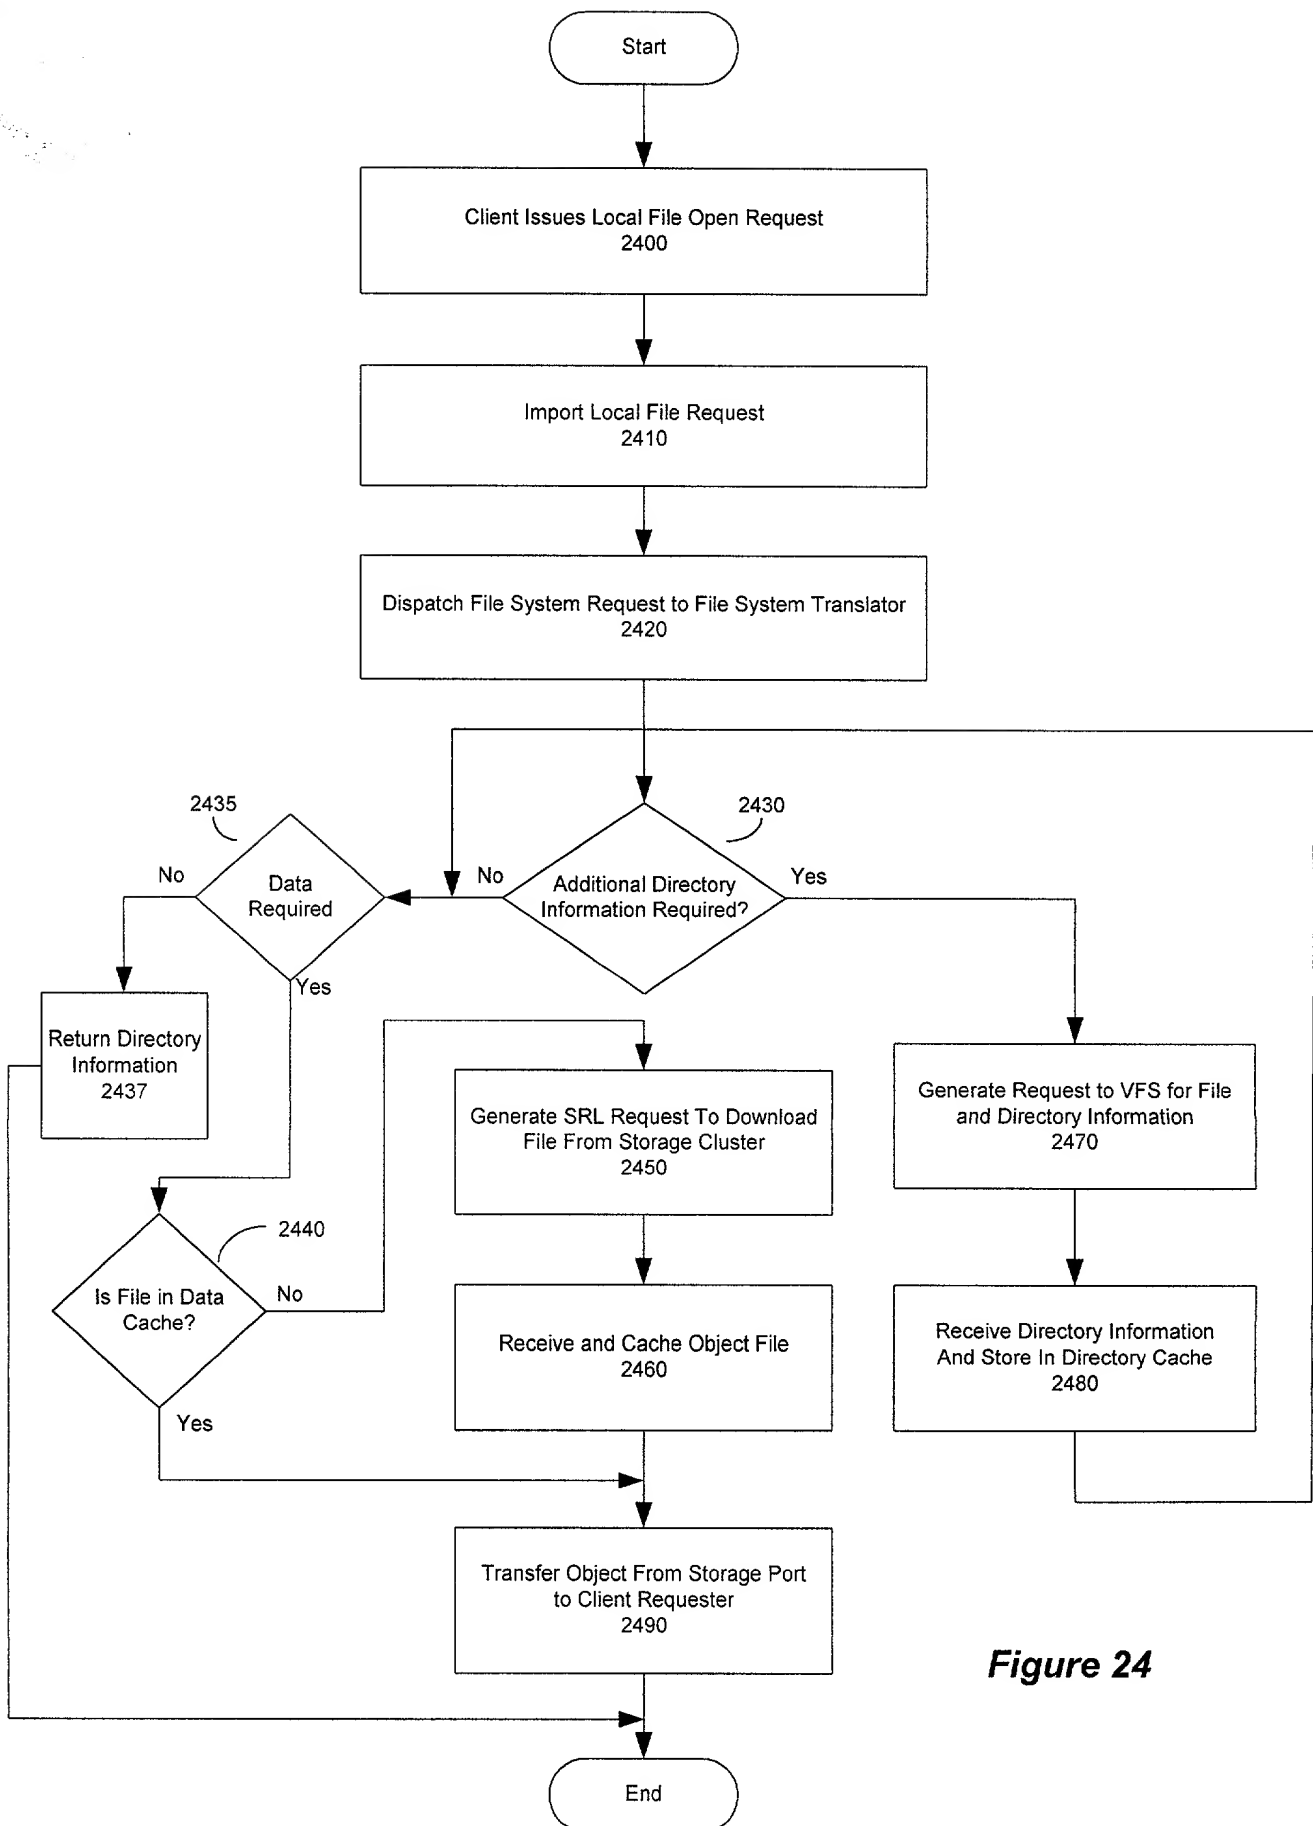 Start
Client Issues Local File Open Request
2400
Import Local File Request
2410
Dispatch File System Request to File System Translator
2420
2435
2430
No
Data
Required
No
Additional Directory
Information Required?
Yes
Yes
Return Directory
Information
2437
Generate SRL Request To Download
File From Storage Cluster
2450
Generate Request to VFS for File
and Directory Information
2470
2440
Is File in Data
Cache?
No
Receive and Cache Object File
2460
Receive Directory Information
And Store In Directory Cache
2480
Yes
Transfer Object From Storage Port
to Client Requester
2490
Figure 24
End